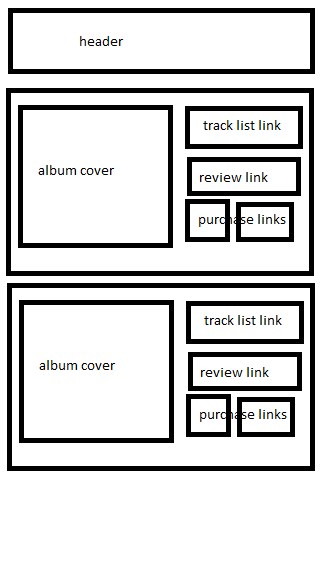 header
album cover
track list link
review link
purchase links
album cover
track list link
review link
purchase links